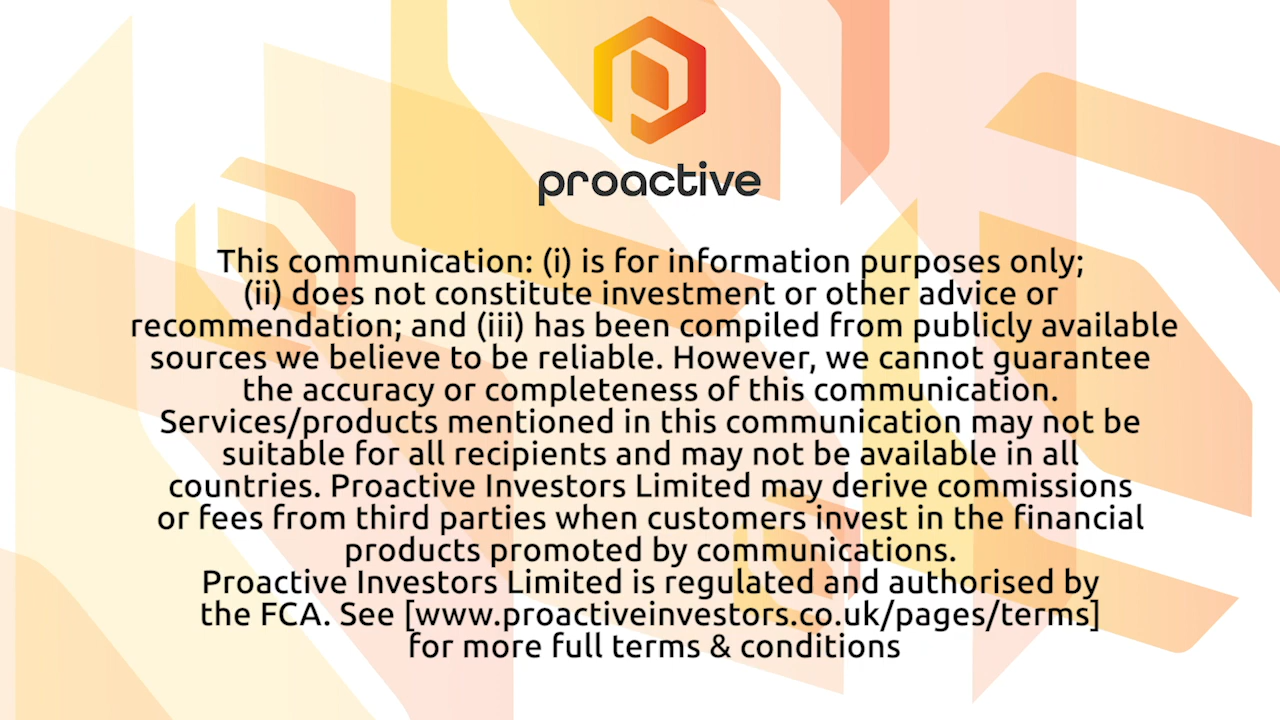 proactive
This communication: (i) is for information purposes only;
(ii) does not constitute investment or other advice or
recommendation; and (iii) has been compiled from publicly available
sources we believe to be reliable. However, we cannot guarantee
the accuracy or completeness of this communication.
Services/products mentioned in this communication may not be
suitable for all recipients and may not be available in all
countries. Proactive Investors Limited may derive commissions
or fees from third parties when customers invest in the financial
products promoted by communications.
Proactive Investors Limited is regulated and authorised by
the FCA. See [www.proactiveinvestors.co.uk/pages/terms]
for more full terms & conditions